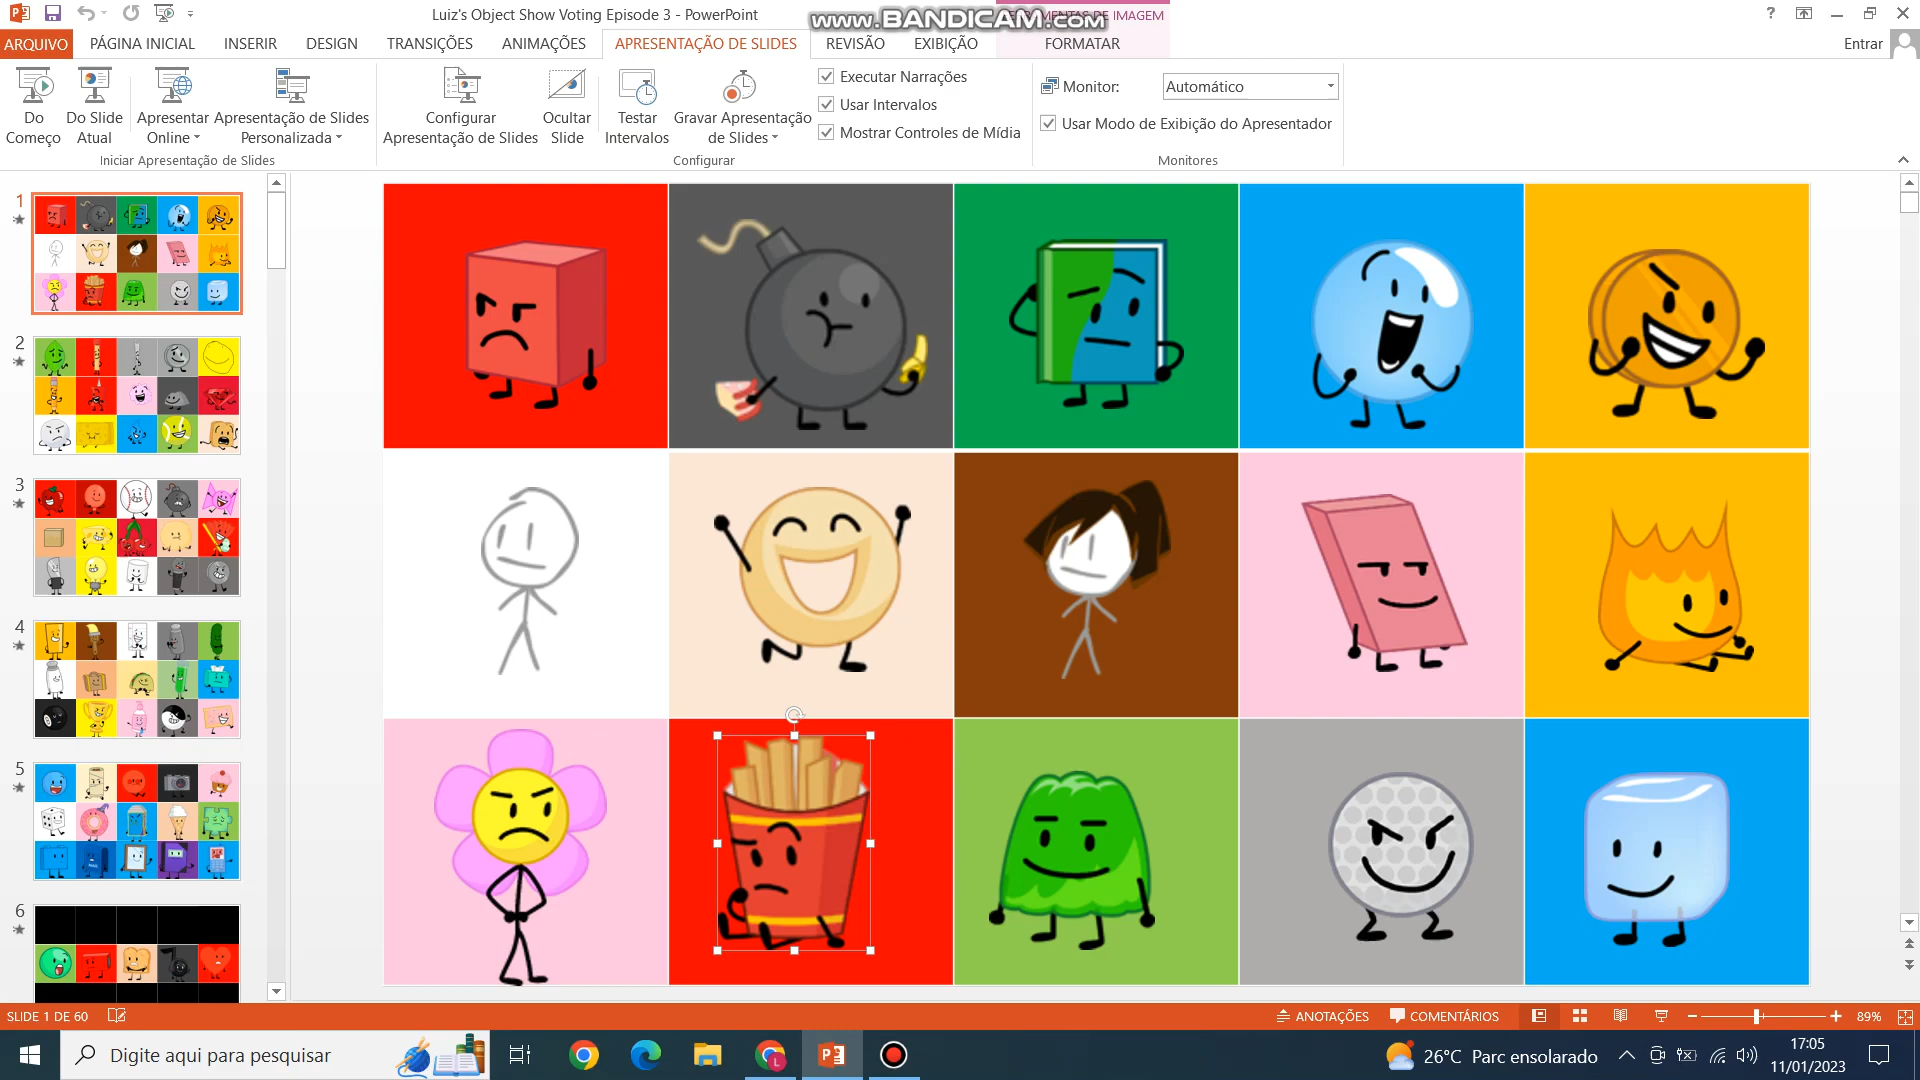 Luiz's Object Show Voting Episode 3 - PowerPoint
www.BANDICAM.com
FERRAMENTAS DE IMAGEM
?
ARQUIVO
PÁGINA INICIAL
INSERIR
DESIGN
TRANSIÇÕES
ANIMAÇÕES
APRESENTAÇÃO DE SLIDES
REVISÃO
EXIBIÇÃO
FORMATAR
Entrar
Do Começo
Do Slide Atual
Apresentar Online
Apresentação de Slides Personalizada
Iniciar Apresentação de Slides
Configurar Apresentação de Slides
Ocultar Slide
Testar Intervalos
Gravar Apresentação de Slides
Executar Narrações
Usar Intervalos
Mostrar Controles de Mídia
Configurar
Monitor:
Automático
Usar Modo de Exibição do Apresentador
Monitores
1
2
3
4
5
6
SLIDE 1 DE 60
ANOTAÇÕES
COMENTÁRIOS
89%
Digite aqui para pesquisar
26°C Parc ensolarado
17:05
11/01/2023